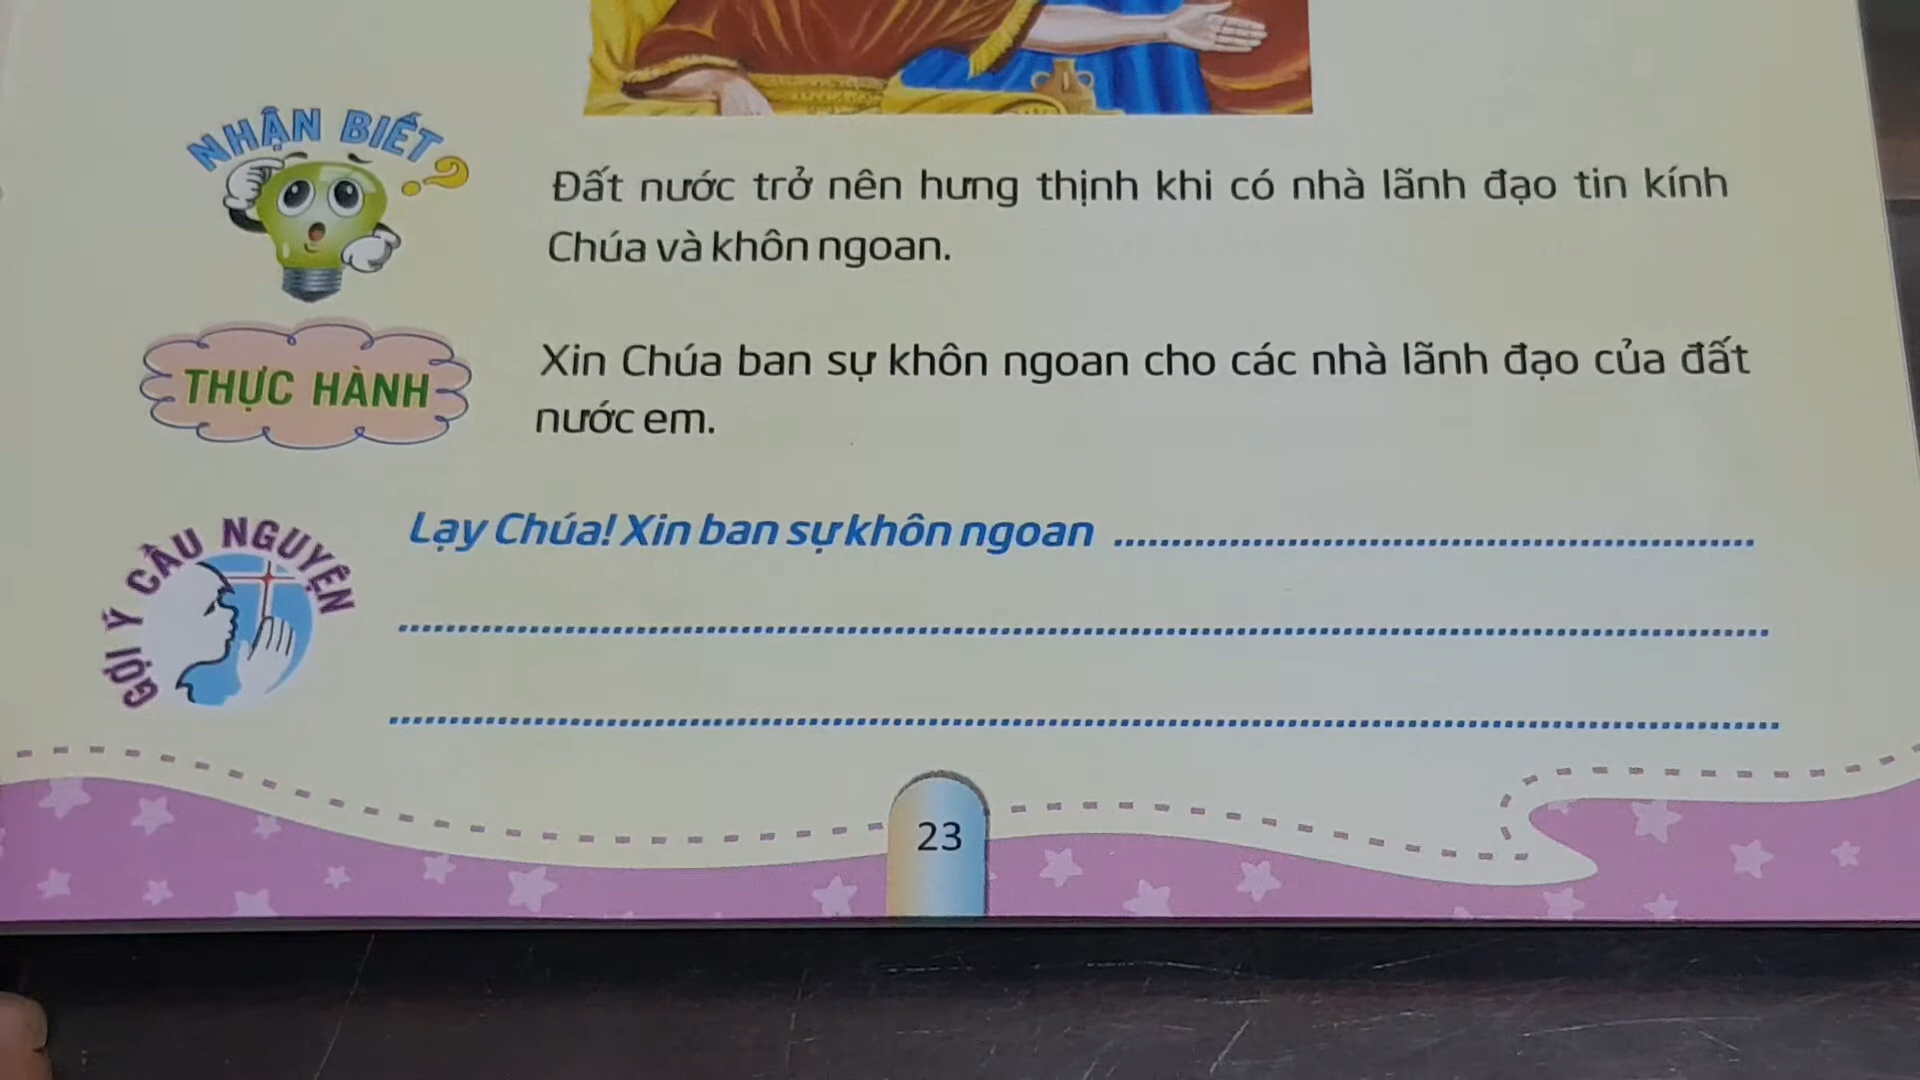 NHẬN BIẾT?
Đất nước trở nên hưng thịnh khi có nhà lãnh đạo tin kính
Chúa và khôn ngoan.
THỰC HÀNH
Xin Chúa ban sự khôn ngoan cho các nhà lãnh đạo của đất
nước em.
GỢI Ý CẦU NGUYỆN
Lạy Chúa! Xin ban sự khôn ngoan ................................................
................................................................................................
................................................................................................
23